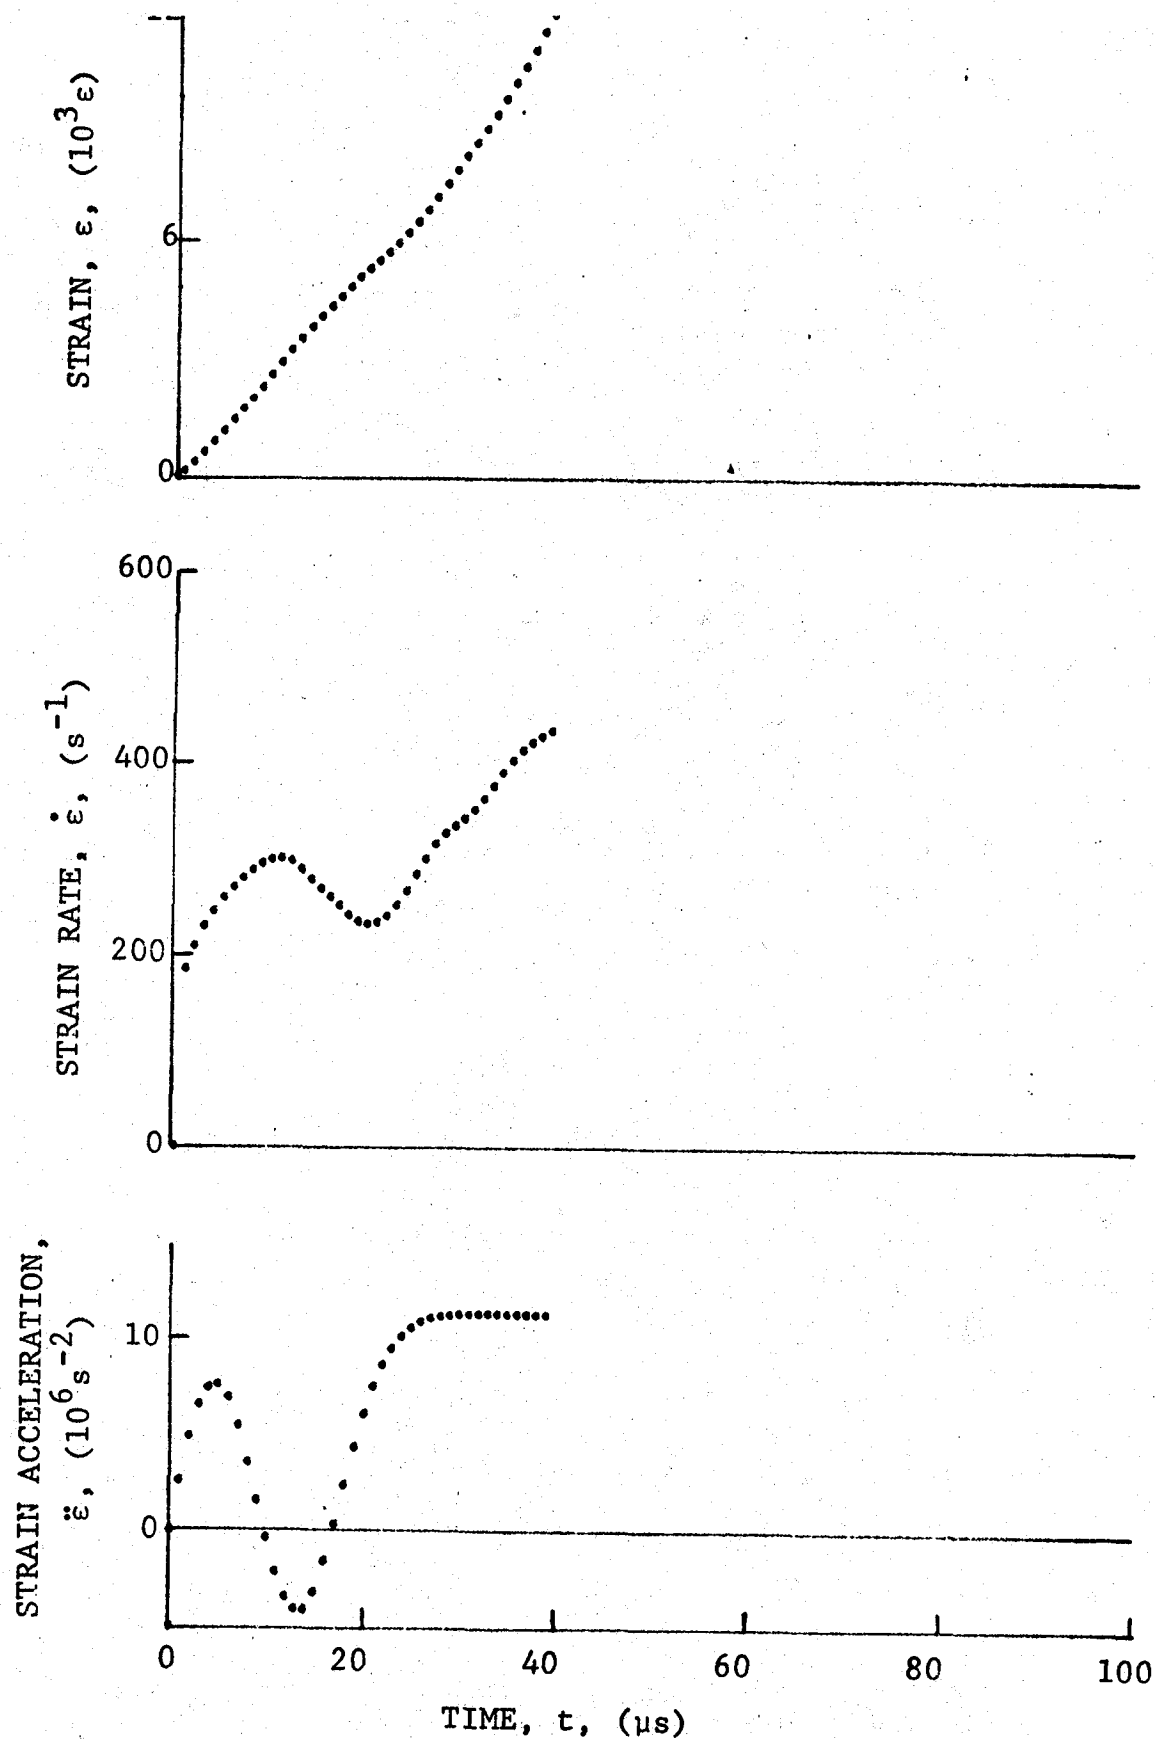 STRAIN, ε, (10³ε)
6
0
STRAIN RATE, ε̇, (s⁻¹)
600
400
200
0
STRAIN ACCELERATION,
ε̈, (10⁶s⁻²)
10
0
0 20 40 60 80 100
TIME, t, (μs)